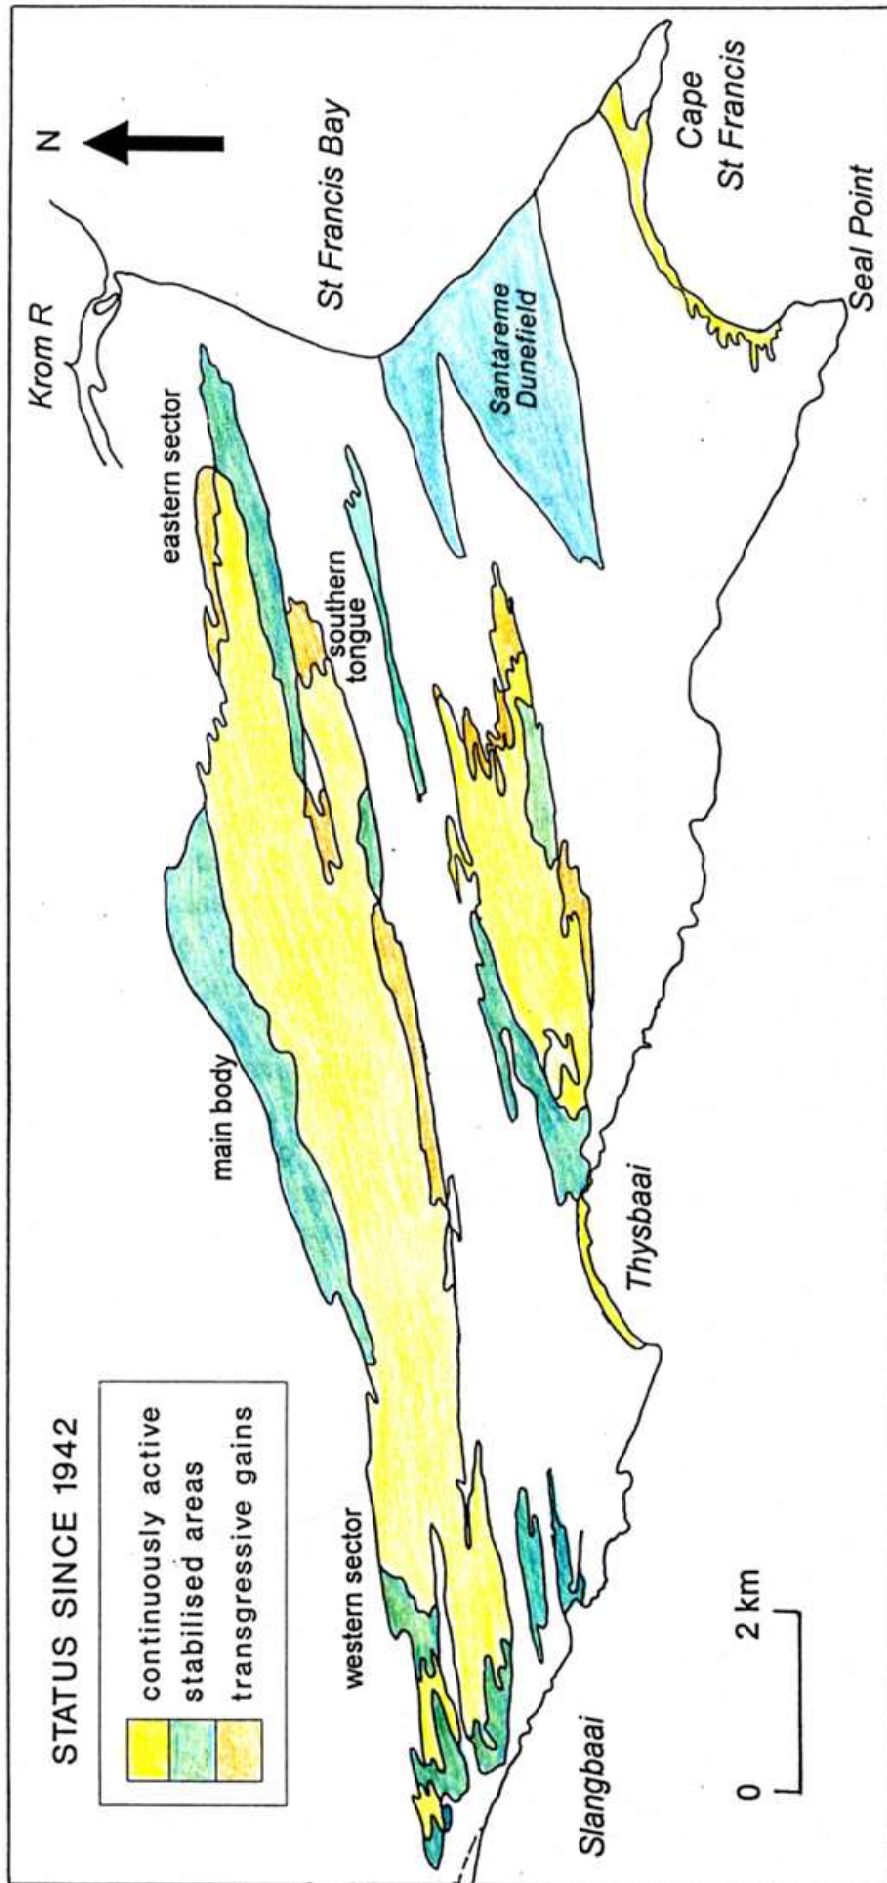 STATUS SINCE 1942
continuously active
stabilised areas
transgressive gains
N
Krom R
St Francis Bay
eastern sector
main body
southern
tongue
Santareme
Dunefield
Cape
St Francis
western sector
Thysbaai
Seal Point
Slangbaai
0
2 km